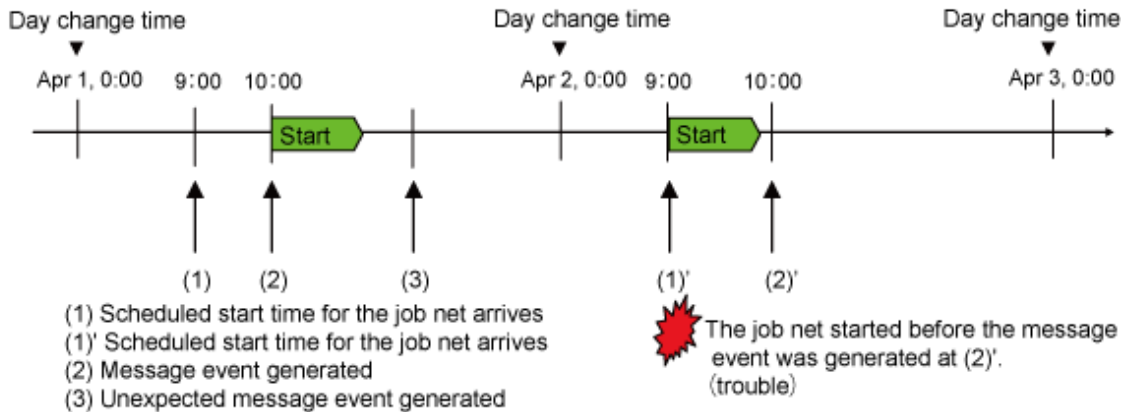 Day change time
Day change time
Day change time
Apr 1, 0:00
9:00
10:00
Apr 2, 0:00
9:00
10:00
Apr 3, 0:00
Start
Start
(1)
(2)
(3)
(1)'
(2)'
(1) Scheduled start time for the job net arrives
(1)' Scheduled start time for the job net arrives
(2) Message event generated
(3) Unexpected message event generated
The job net started before the message
event was generated at (2)'.
(trouble)